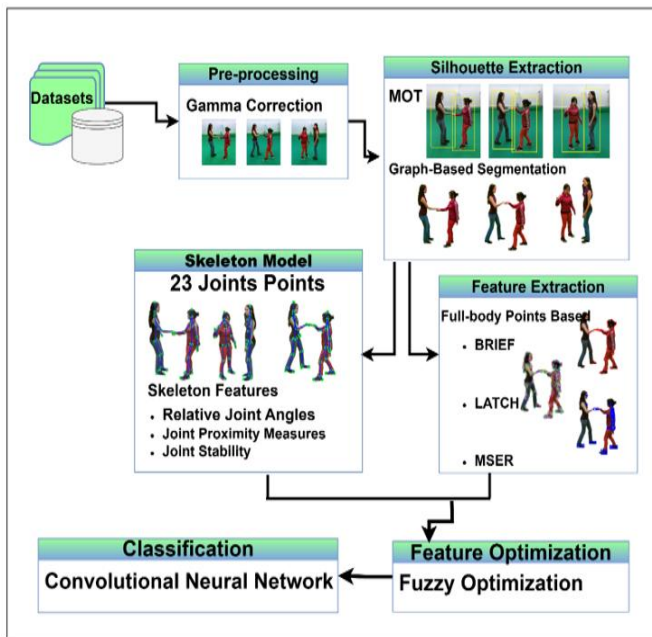 Datasets
Pre-processing
Gamma Correction
Silhouette Extraction
MOT
Graph-Based Segmentation
Skeleton Model
23 Joints Points
Skeleton Features
• Relative Joint Angles
• Joint Proximity Measures
• Joint Stability
Feature Extraction
Full-body Points Based
• BRIEF
• LATCH
• MSER
Feature Optimization
Fuzzy Optimization
Classification
Convolutional Neural Network